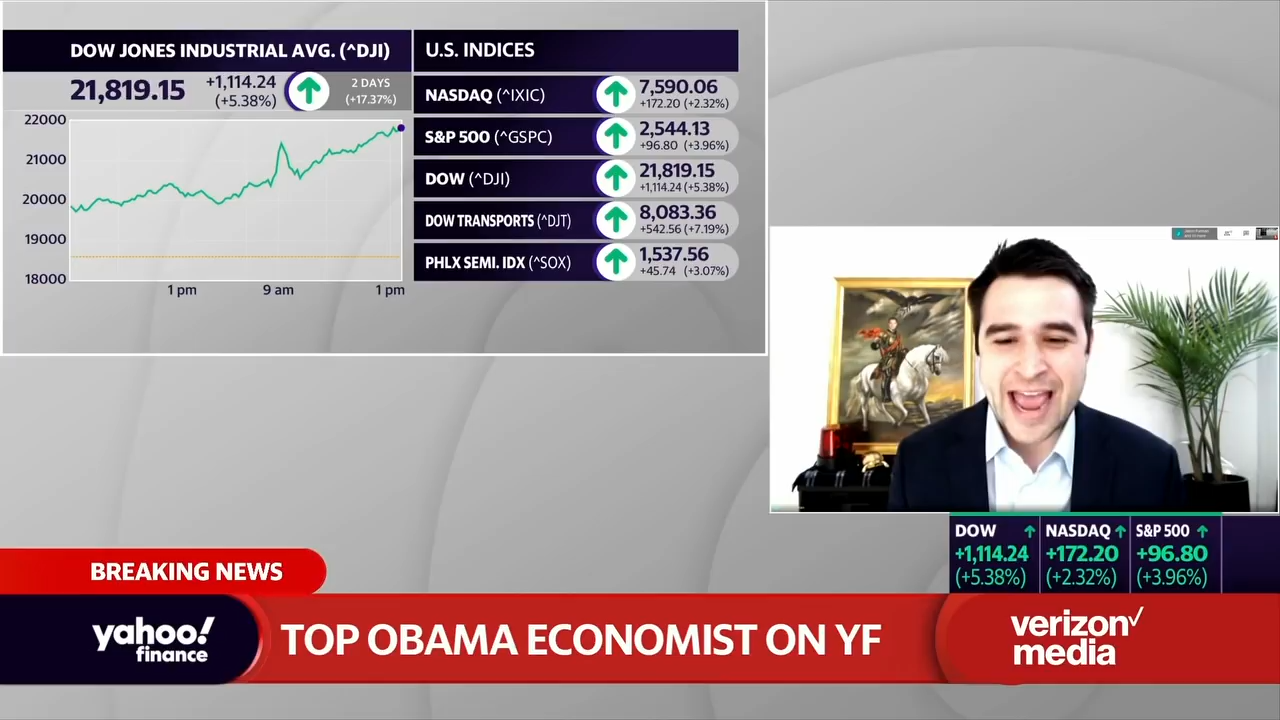 DOW JONES INDUSTRIAL AVG. (^DJI)
21,819.15
+1,114.24
(+5.38%)
2 DAYS
(+17.37%)
22000
21000
20000
19000
18000
1 pm
9 am
1 pm
U.S. INDICES
NASDAQ (^IXIC)
7,590.06
+172.20 (+2.32%)
S&P 500 (^GSPC)
2,544.13
+96.80 (+3.96%)
DOW (^DJI)
21,819.15
+1,114.24 (+5.38%)
DOW TRANSPORTS (^DJT)
8,083.36
+542.56 (+7.19%)
PHLX SEMI. IDX (^SOX)
1,537.56
+45.74 (+3.07%)
DOW
+1,114.24
(+5.38%)
NASDAQ
+172.20
(+2.32%)
S&P 500
+96.80
(+3.96%)
BREAKING NEWS
yahoo!
finance
TOP OBAMA ECONOMIST ON YF
verizon
media